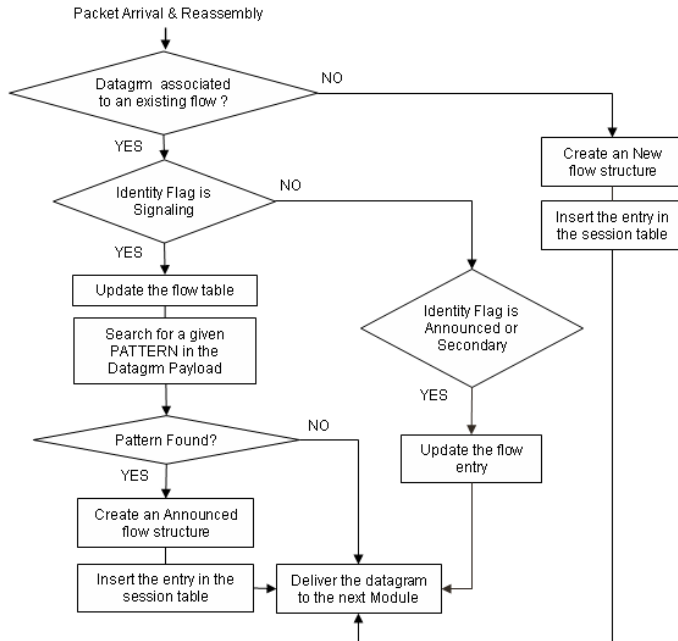 Packet Arrival & Reassembly
Datagrm associated
to an existing flow ?
NO
YES
Create an New
flow structure
Identity Flag is
Signaling
NO
Insert the entry in
the session table
YES
Update the flow table
Identity Flag is
Announced or
Secondary
Search for a given
PATTERN in the
Datagrm Payload
YES
NO
Pattern Found?
Update the flow
entry
YES
Create an Announced
flow structure
Insert the entry in the
session table
Deliver the datagram
to the next Module